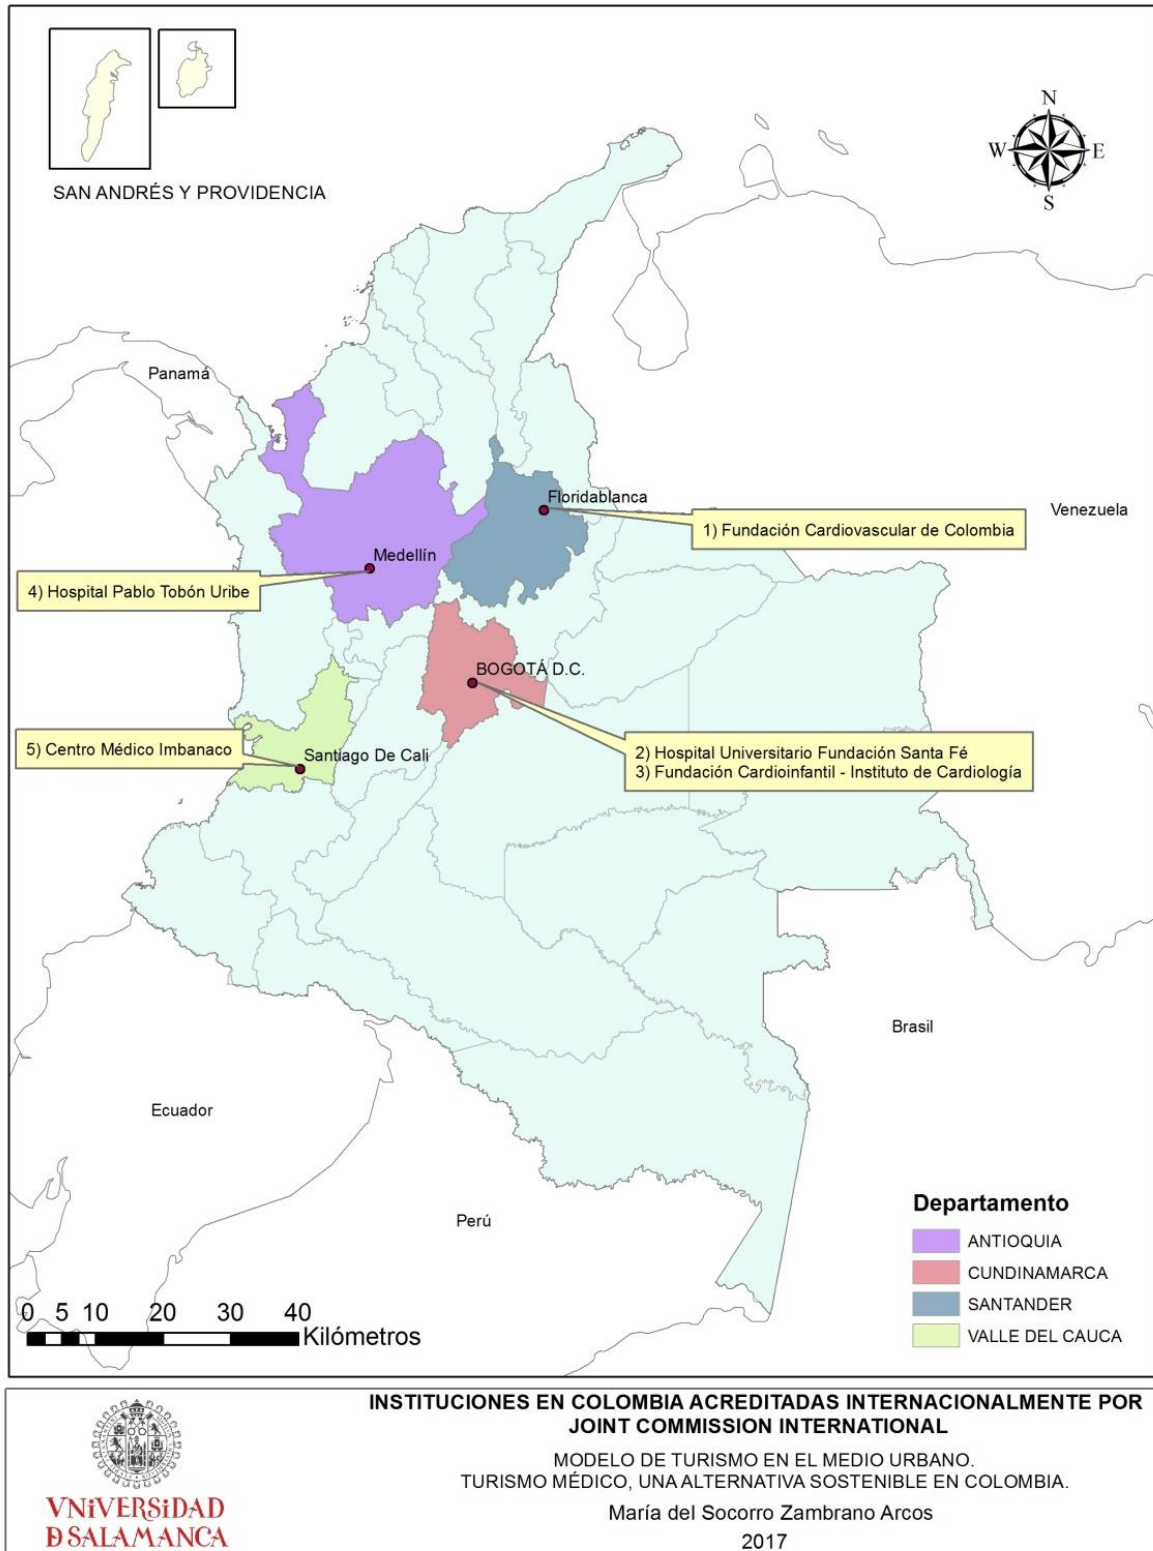 SAN ANDRÉS Y PROVIDENCIA
N
W E
S
Panamá
Floridablanca
Venezuela
1) Fundación Cardiovascular de Colombia
Medellín
4) Hospital Pablo Tobón Uribe
BOGOTÁ D.C.
5) Centro Médico Imbanaco
Santiago De Cali
2) Hospital Universitario Fundación Santa Fé
3) Fundación Cardioinfantil - Instituto de Cardiología
Brasil
Ecuador
Perú
Departamento
ANTIOQUIA
CUNDINAMARCA
SANTANDER
VALLE DEL CAUCA
0 5 10 20 30 40
Kilómetros
INSTITUCIONES EN COLOMBIA ACREDITADAS INTERNACIONALMENTE POR
JOINT COMMISSION INTERNATIONAL
MODELO DE TURISMO EN EL MEDIO URBANO.
TURISMO MÉDICO, UNA ALTERNATIVA SOSTENIBLE EN COLOMBIA.
María del Socorro Zambrano Arcos
2017
VNiVERSiDAD
D SALAMANCA